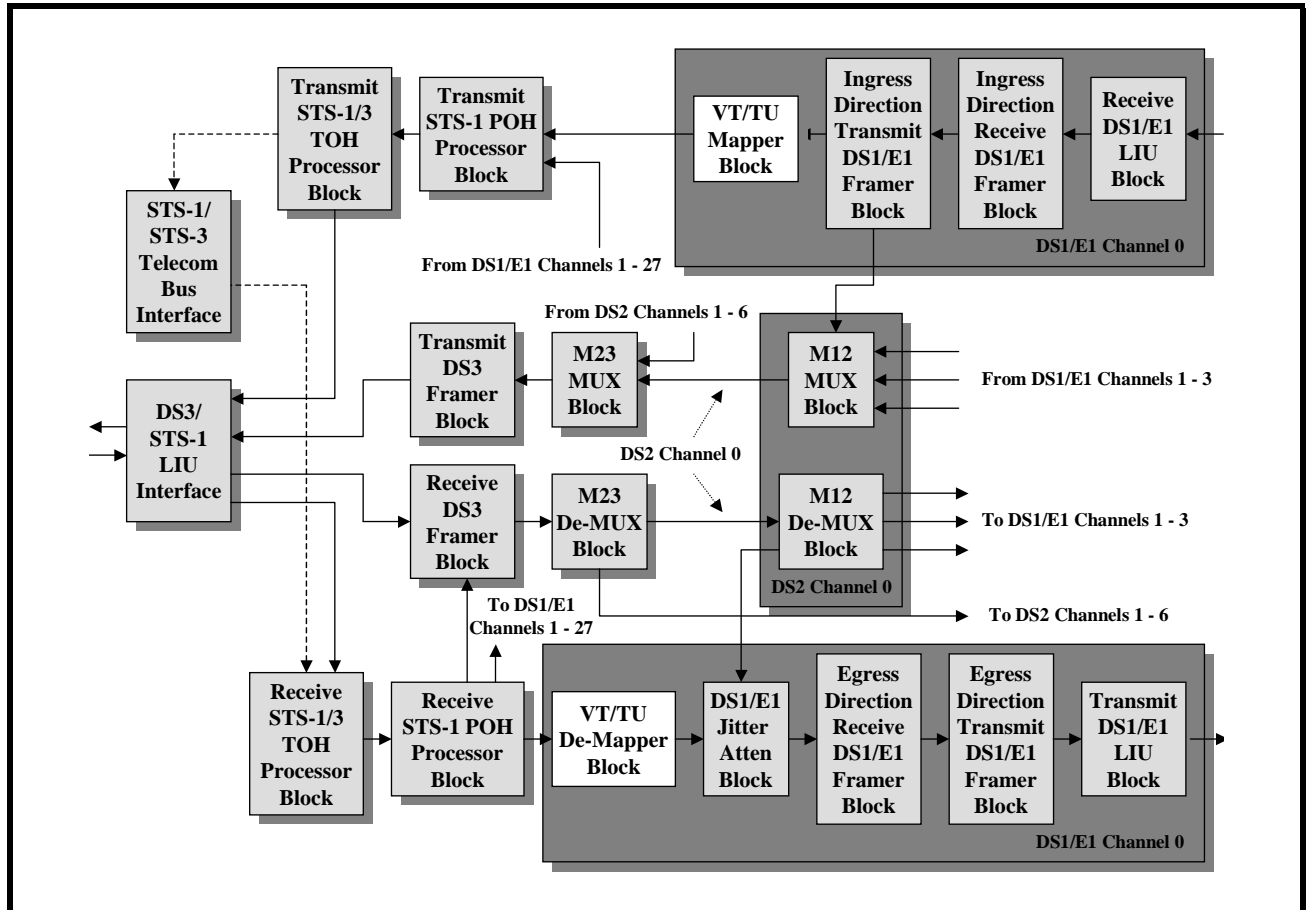 Transmit
STS-1/3
TOH
Processor
Block
Transmit
STS-1 POH
Processor
Block
VT/TU
Mapper
Block
Ingress
Direction
Transmit
DS1/E1
Framer
Block
Ingress
Direction
Receive
DS1/E1
Framer
Block
Receive
DS1/E1
LIU
Block
DS1/E1 Channel 0
STS-1/
STS-3
Telecom
Bus
Interface
From DS1/E1 Channels 1 - 27
From DS2 Channels 1 - 6
Transmit
DS3
Framer
Block
M23
MUX
Block
M12
MUX
Block
From DS1/E1 Channels 1 - 3
DS3/
STS-1
LIU
Interface
DS2 Channel 0
Receive
DS3
Framer
Block
M23
De-MUX
Block
M12
De-MUX
Block
To DS1/E1 Channels 1 - 3
DS2 Channel 0
To DS1/E1
Channels 1 - 27
To DS2 Channels 1 - 6
Receive
STS-1/3
TOH
Processor
Block
Receive
STS-1 POH
Processor
Block
VT/TU
De-Mapper
Block
DS1/E1
Jitter
Atten
Block
Egress
Direction
Receive
DS1/E1
Framer
Block
Egress
Direction
Transmit
DS1/E1
Framer
Block
Transmit
DS1/E1
LIU
Block
DS1/E1 Channel 0